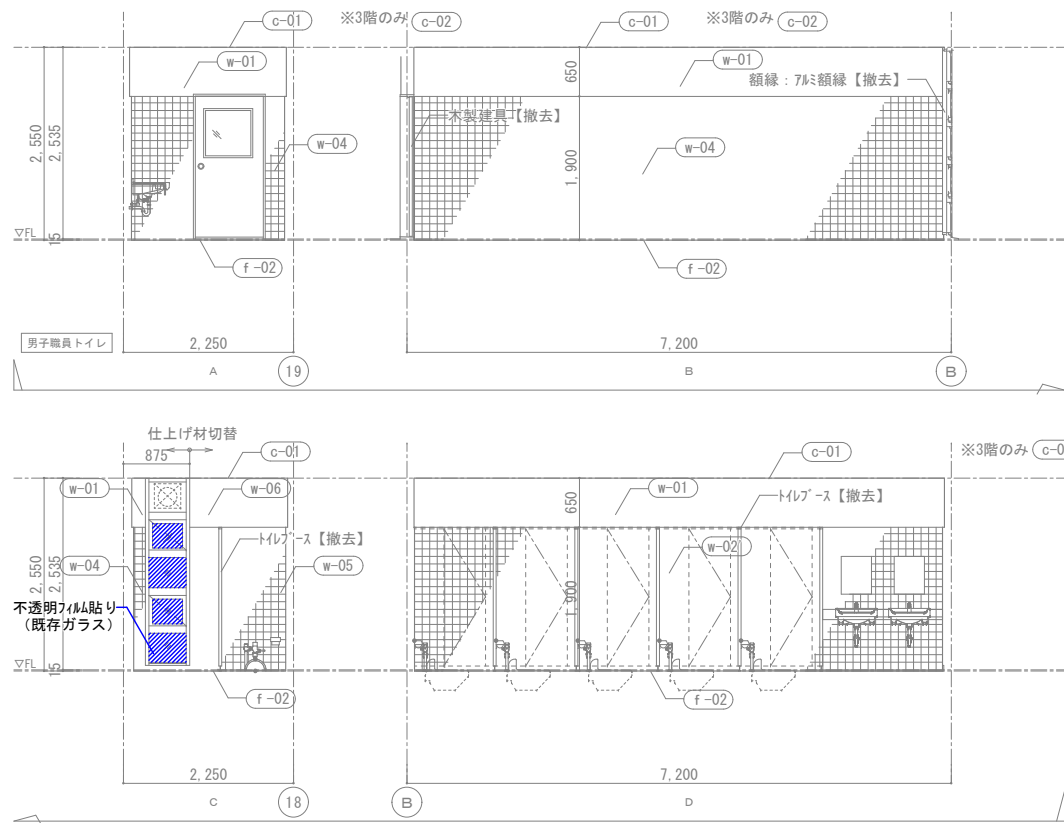 c-01
※3階のみ c-02
c-01
※3階のみ c-02
w-01
w-01
650
額縁：アルミ額縁【撤去】
木製建具【撤去】
2,550
2,535
w-04
w-04
1,900
▽FL
15
f-02
f-02
男子職員トイレ
2,250
7,200
A
19
B
B
仕上げ材切替
875
c-01
c-01
※3階のみ
w-01
w-06
w-01
650
トイレブース【撤去】
トイレブース【撤去】
2,550
2,535
w-04
w-05
w-02
1,900
不透明フィルム貼り
（既存ガラス）
▽FL
15
f-02
f-02
2,250
7,200
C
18
B
D